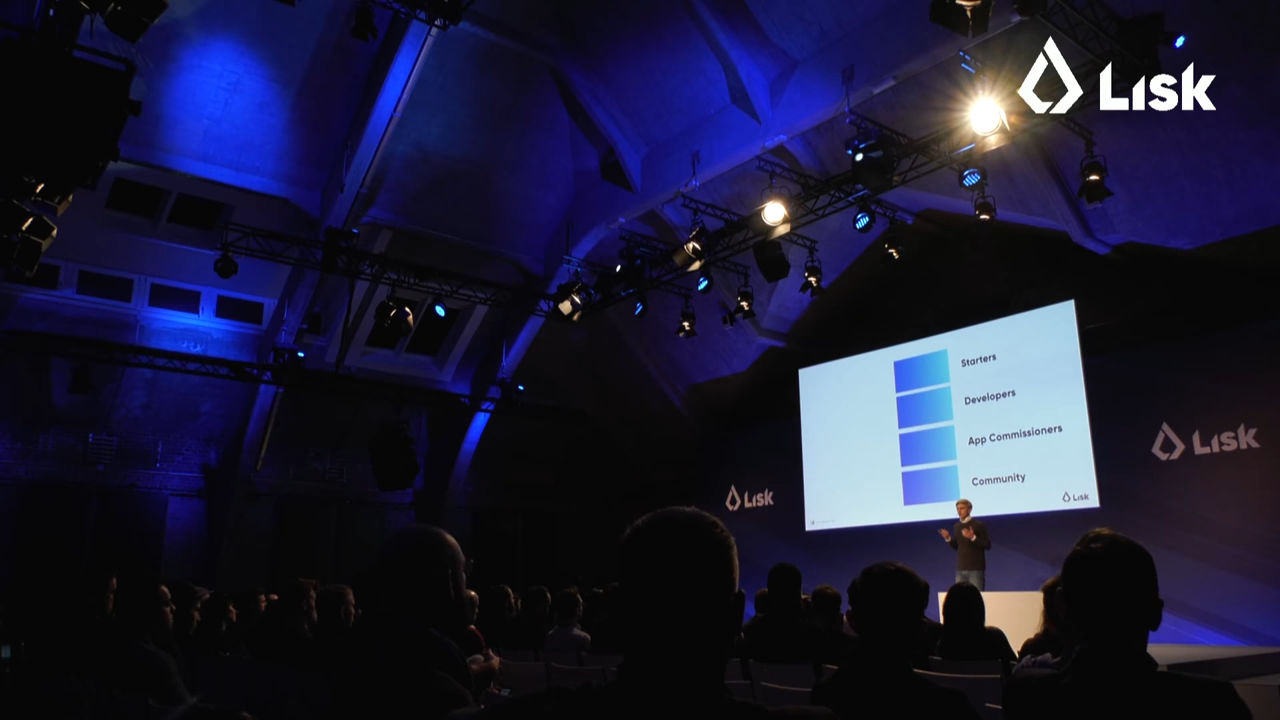 Lisk
Starters
Developers
App Commissioners
Community
Lisk
Lisk
Lisk